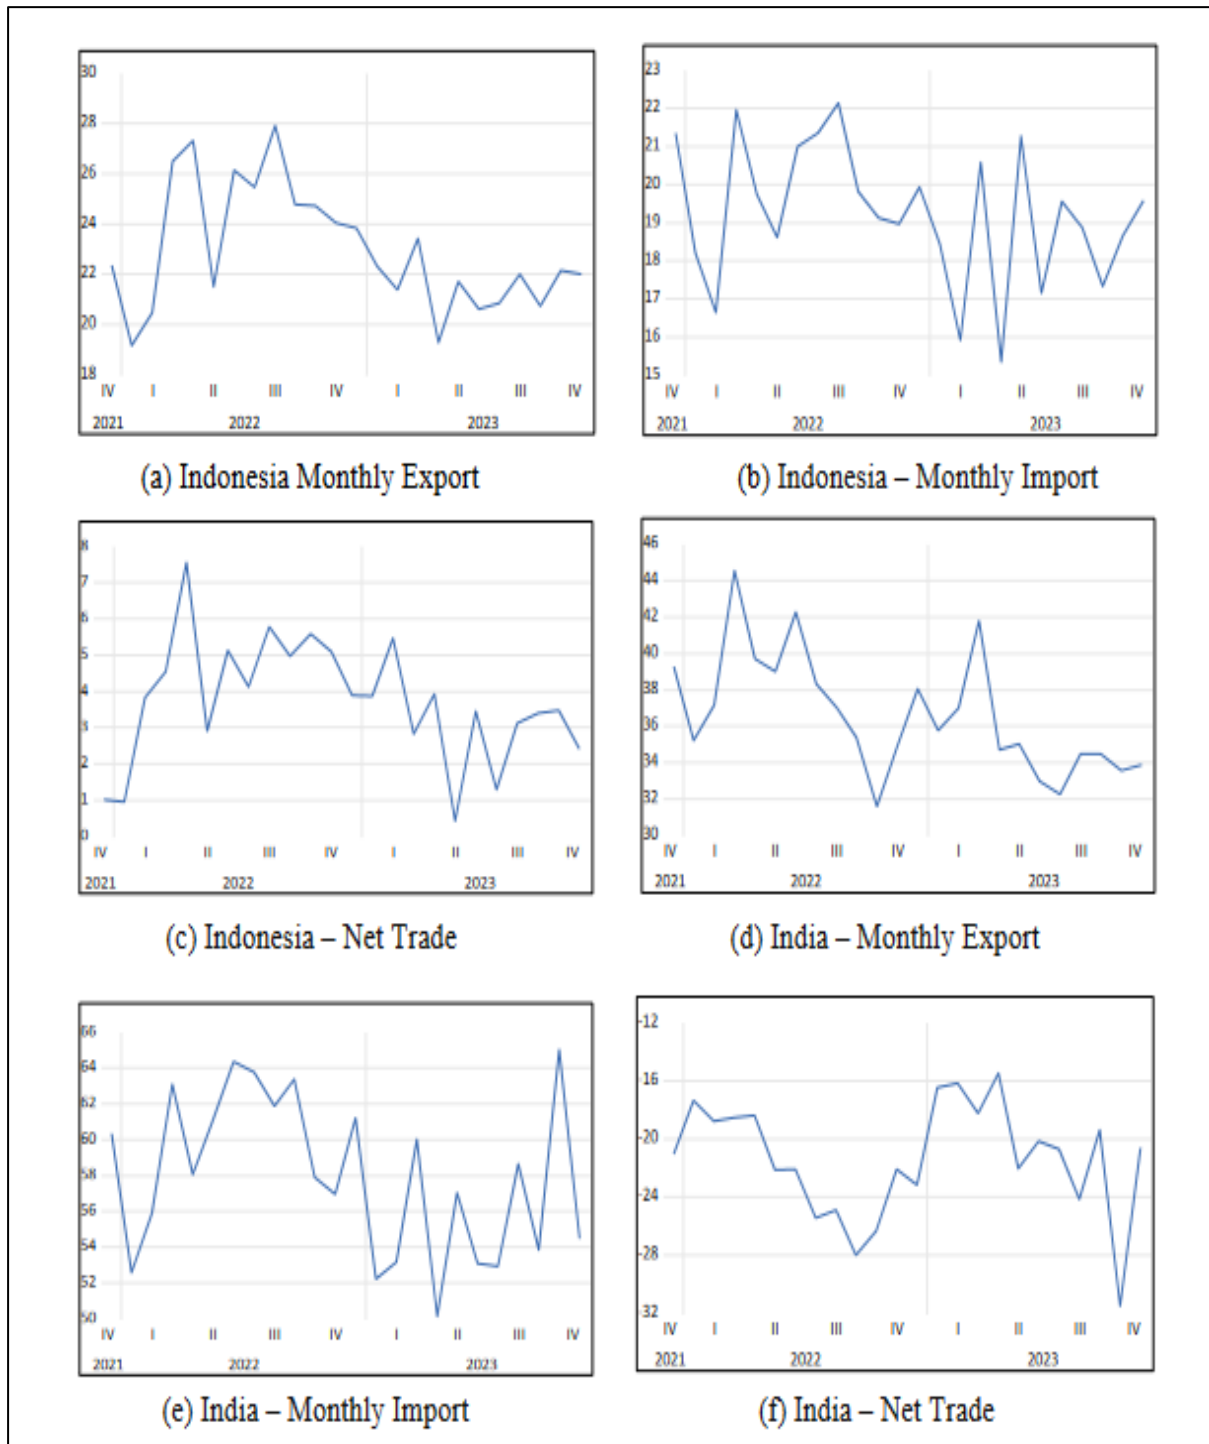 30
28
26
24
22
20
18
IV I II III IV I II III IV
2021 2022 2023
(a) Indonesia Monthly Export
23
22
21
20
19
18
17
16
15
IV I II III IV I II III IV
2021 2022 2023
(b) Indonesia – Monthly Import
8
7
6
5
4
3
2
1
0
IV I II III IV I II III IV
2021 2022 2023
(c) Indonesia – Net Trade
46
44
42
40
38
36
34
32
30
IV I II III IV I II III IV
2021 2022 2023
(d) India – Monthly Export
66
64
62
60
58
56
54
52
50
IV I II III IV I II III IV
2021 2022 2023
(e) India – Monthly Import
-12
-16
-20
-24
-28
-32
IV I II III IV I II III IV
2021 2022 2023
(f) India – Net Trade